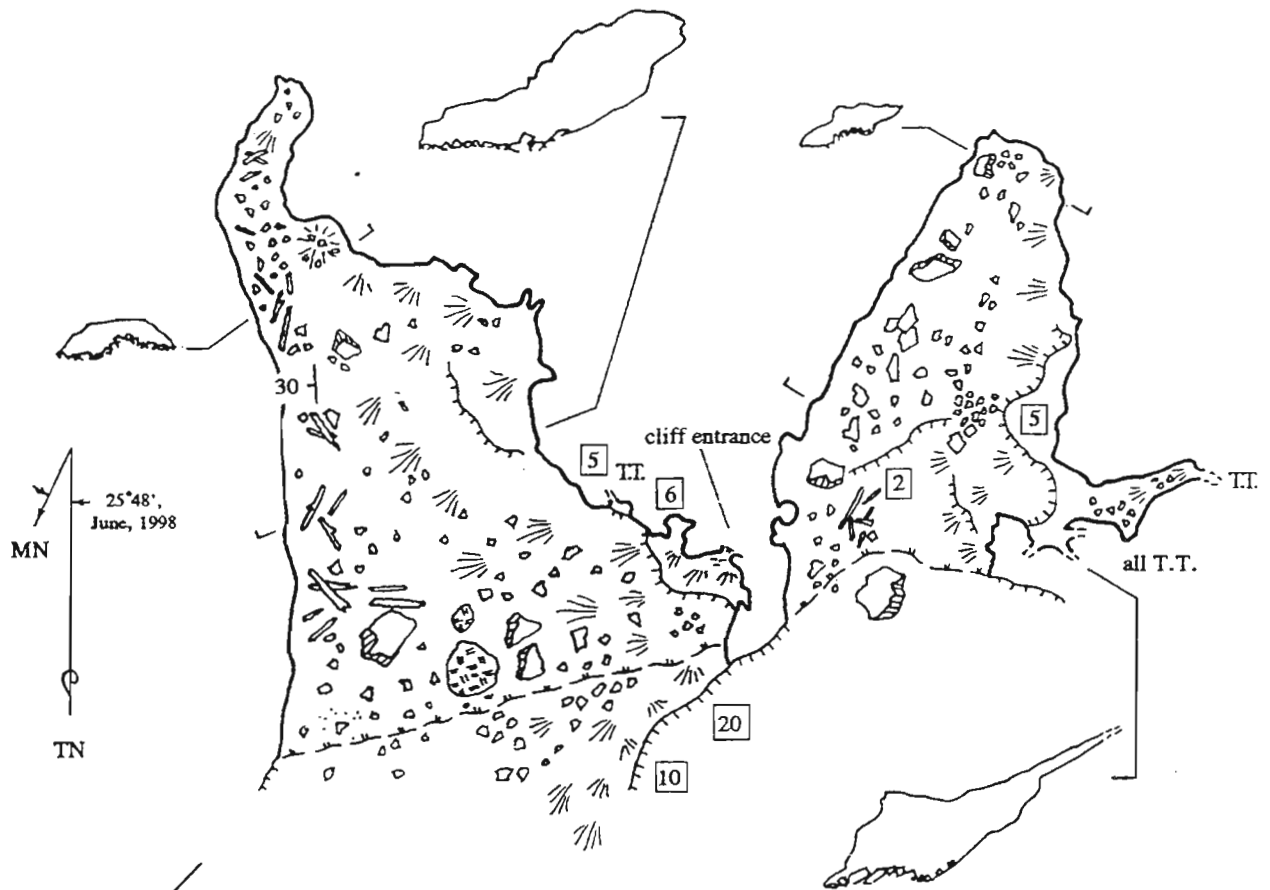 30
5
T.T.
6
cliff entrance
5
2
T.T.
25°48',
June, 1998
MN
all T.T.
TN
20
10